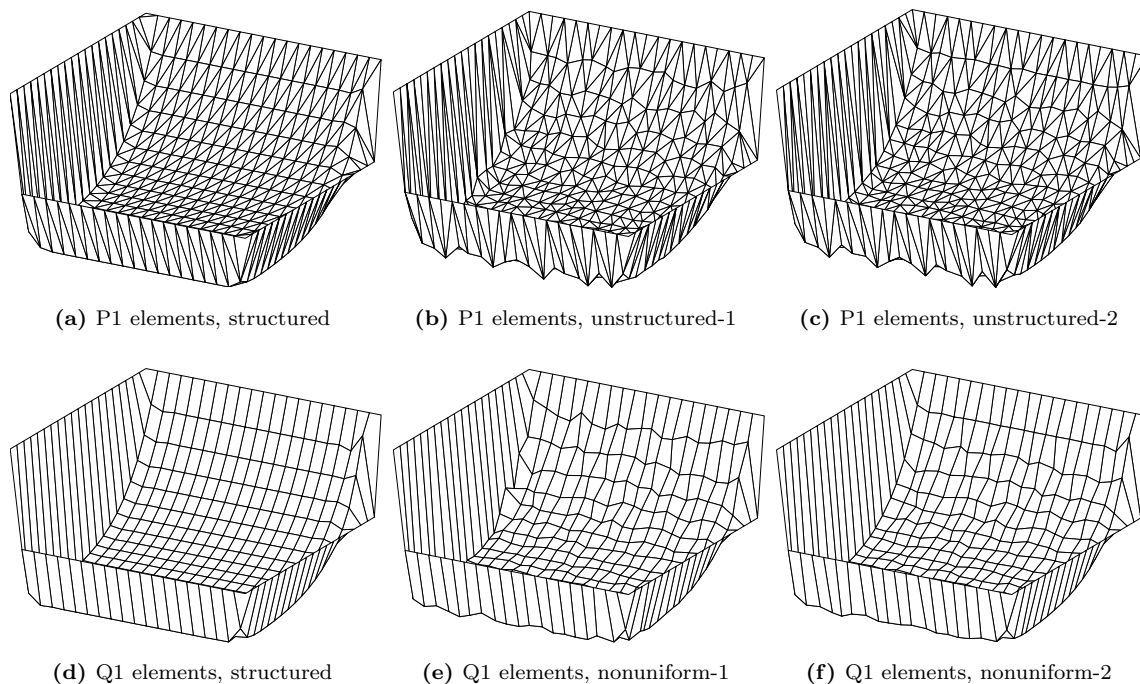 (a) P1 elements, structured
(b) P1 elements, unstructured-1
(c) P1 elements, unstructured-2
(d) Q1 elements, structured
(e) Q1 elements, nonuniform-1
(f) Q1 elements, nonuniform-2